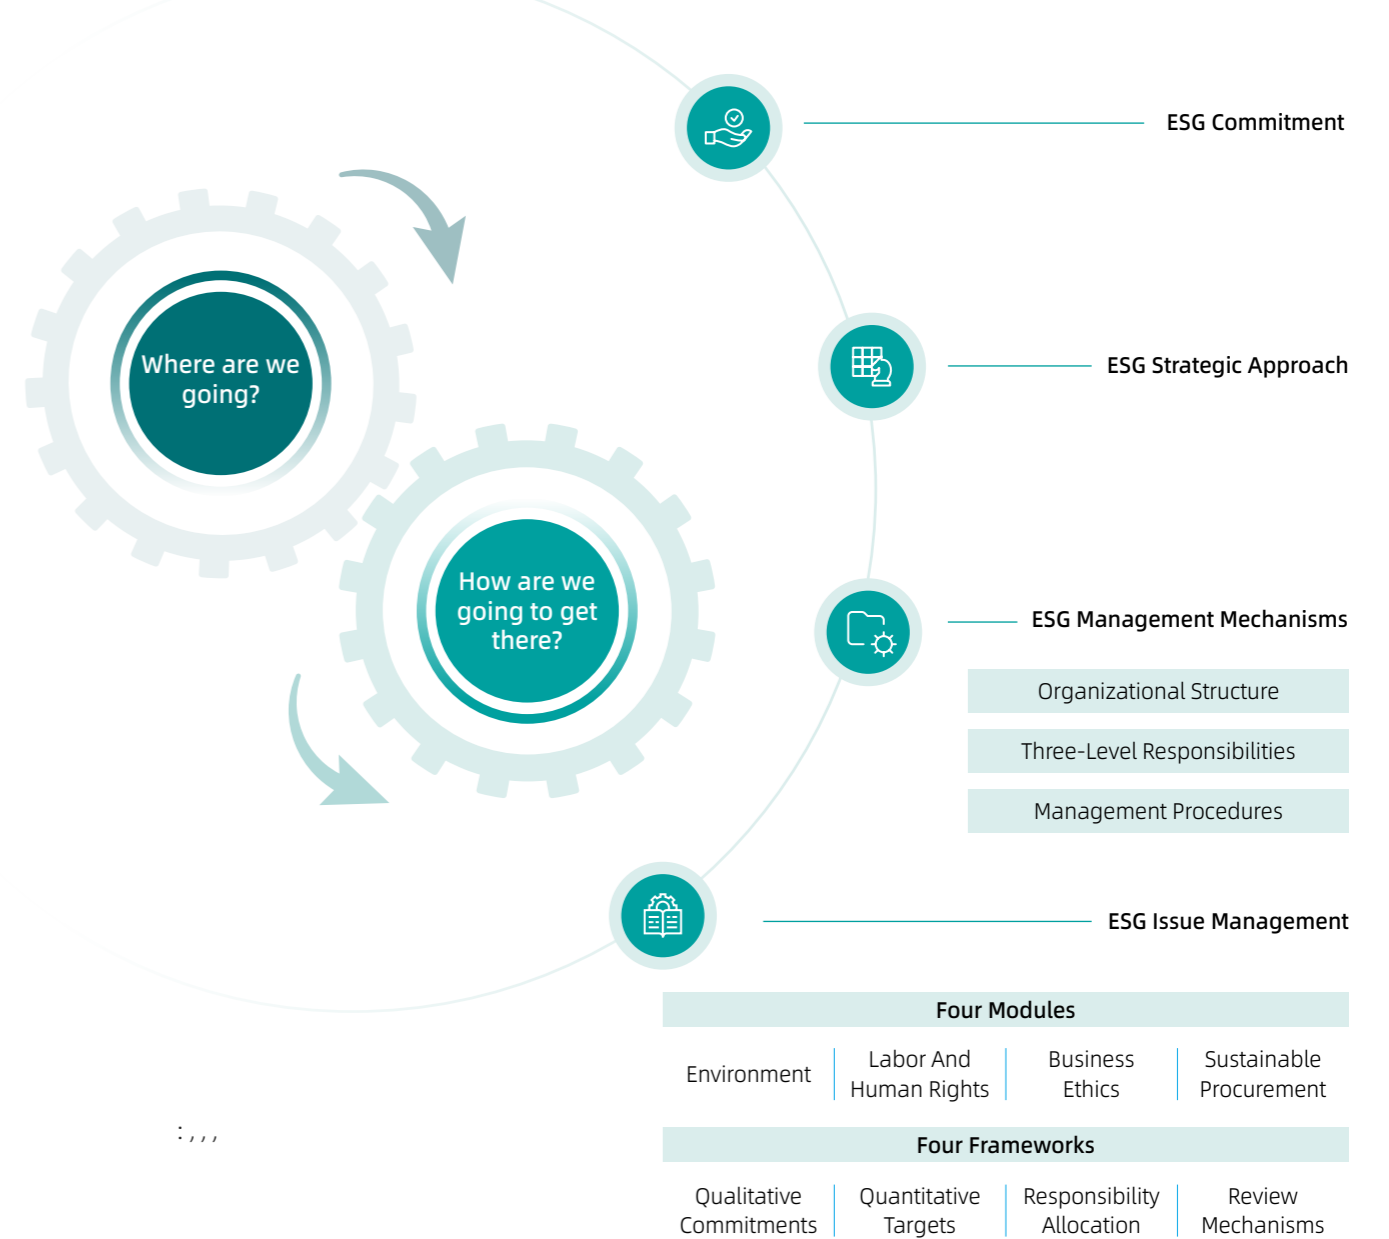 ESG Commitment
Where are we
going?
ESG Strategic Approach
How are we
going to get
there?
ESG Management Mechanisms
Organizational Structure
Three-Level Responsibilities
Management Procedures
ESG Issue Management
Four Modules
Environment
Labor And
Human Rights
Business
Ethics
Sustainable
Procurement
: , , ,
Four Frameworks
Qualitative
Commitments
Quantitative
Targets
Responsibility
Allocation
Review
Mechanisms